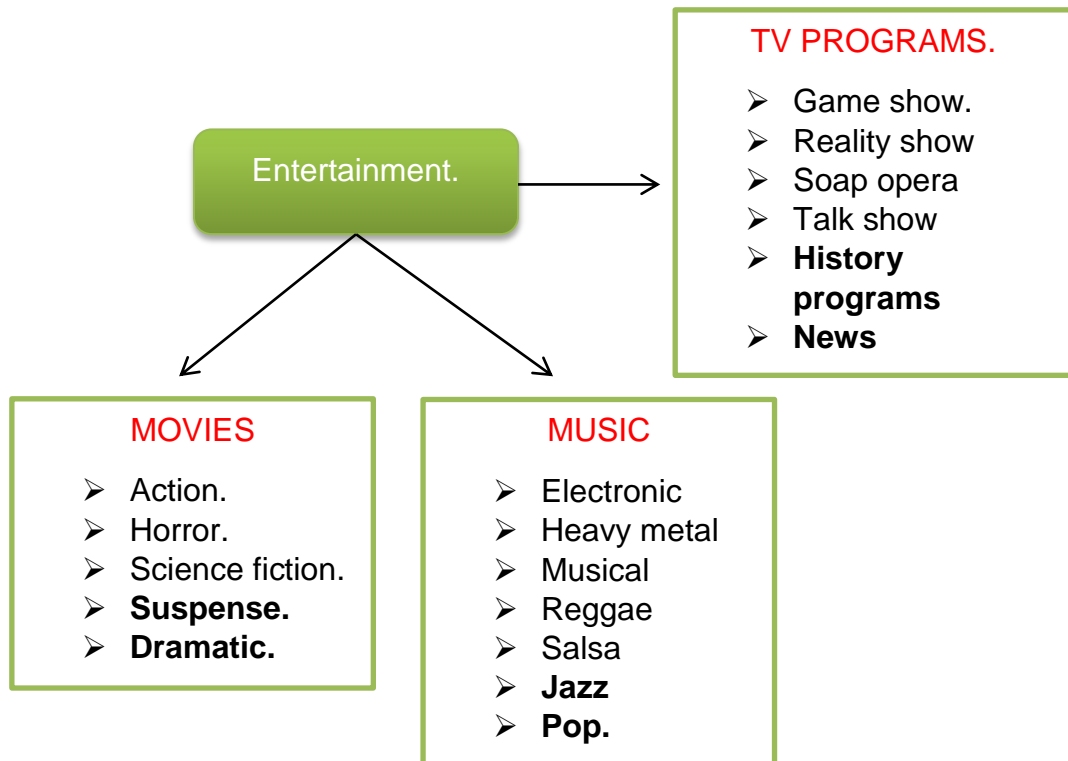 Entertainment.
TV PROGRAMS.
➢ Game show.
➢ Reality show
➢ Soap opera
➢ Talk show
➢ History
programs
➢ News
MOVIES
➢ Action.
➢ Horror.
➢ Science fiction.
➢ Suspense.
➢ Dramatic.
MUSIC
➢ Electronic
➢ Heavy metal
➢ Musical
➢ Reggae
➢ Salsa
➢ Jazz
➢ Pop.